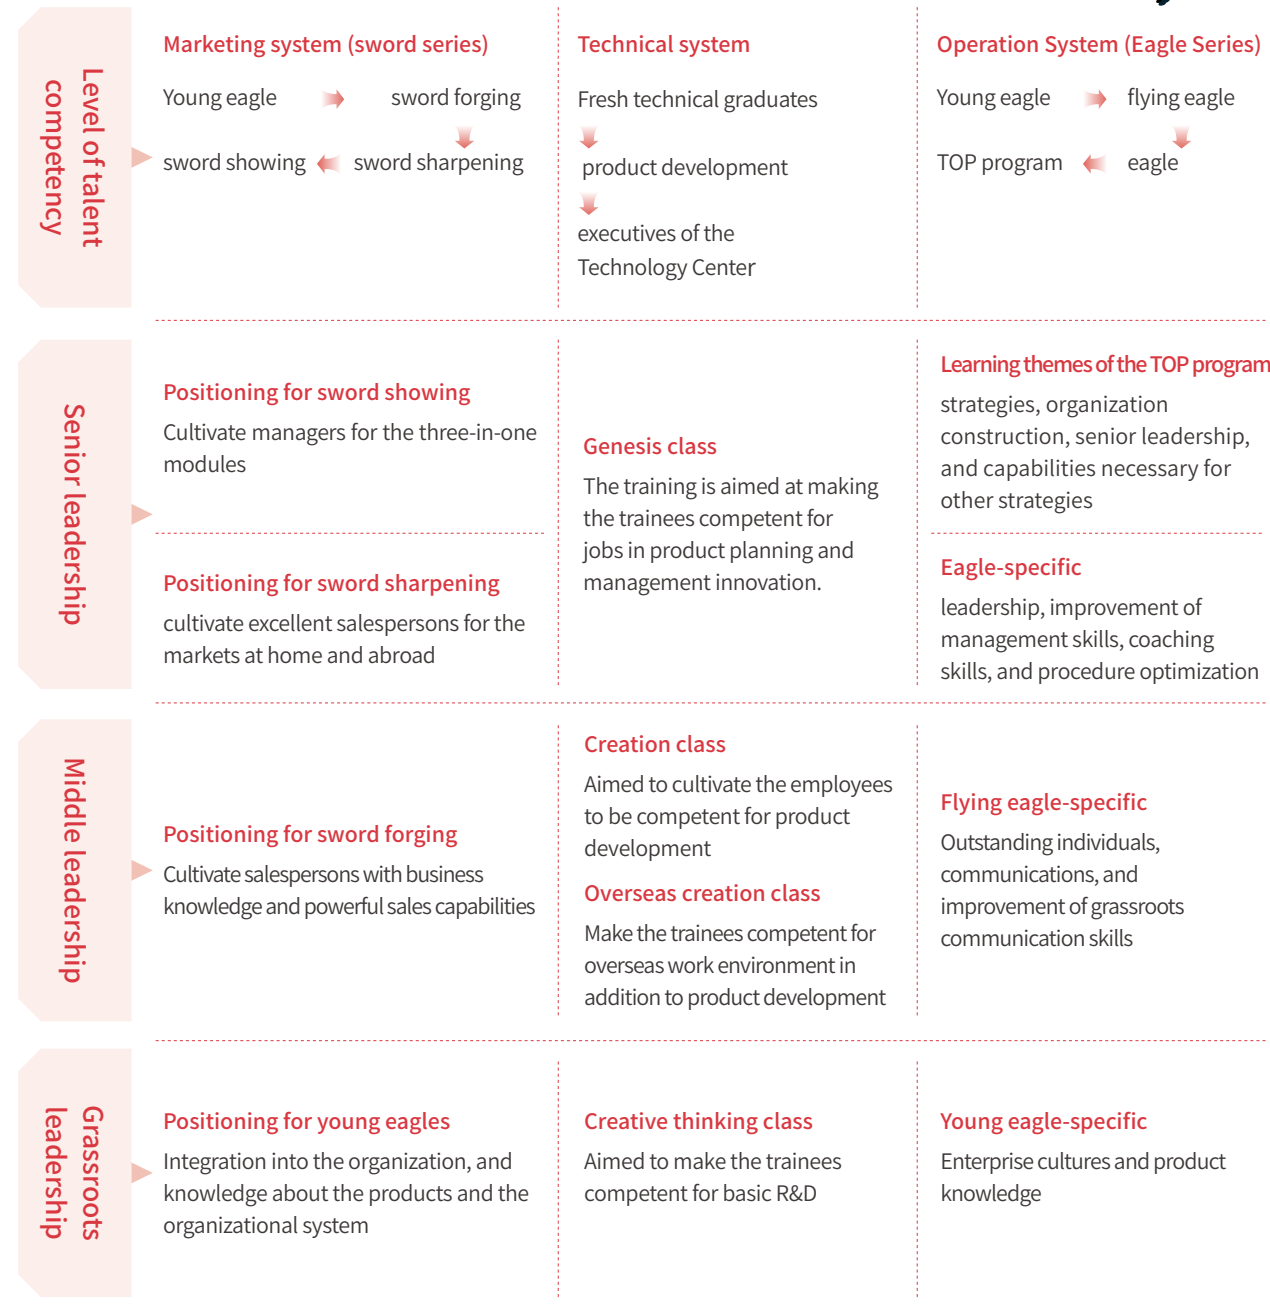 Level of talent
competency
Marketing system (sword series)
Young eagle
sword forging
sword showing
sword sharpening
Technical system
Fresh technical graduates
product development
executives of the
Technology Center
Operation System (Eagle Series)
Young eagle
flying eagle
TOP program
eagle
Senior leadership
Positioning for sword showing
Cultivate managers for the three-in-one
modules
Positioning for sword sharpening
cultivate excellent salespersons for the
markets at home and abroad
Genesis class
The training is aimed at making
the trainees competent for
jobs in product planning and
management innovation.
Learning themes of the TOP program
strategies, organization
construction, senior leadership,
and capabilities necessary for
other strategies
Eagle-specific
leadership, improvement of
management skills, coaching
skills, and procedure optimization
Middle leadership
Positioning for sword forging
Cultivate salespersons with business
knowledge and powerful sales capabilities
Creation class
Aimed to cultivate the employees
to be competent for product
development
Overseas creation class
Make the trainees competent for
overseas work environment in
addition to product development
Flying eagle-specific
Outstanding individuals,
communications, and
improvement of grassroots
communication skills
Grassroots
leadership
Positioning for young eagles
Integration into the organization, and
knowledge about the products and the
organizational system
Creative thinking class
Aimed to make the trainees
competent for basic R&D
Young eagle-specific
Enterprise cultures and product
knowledge